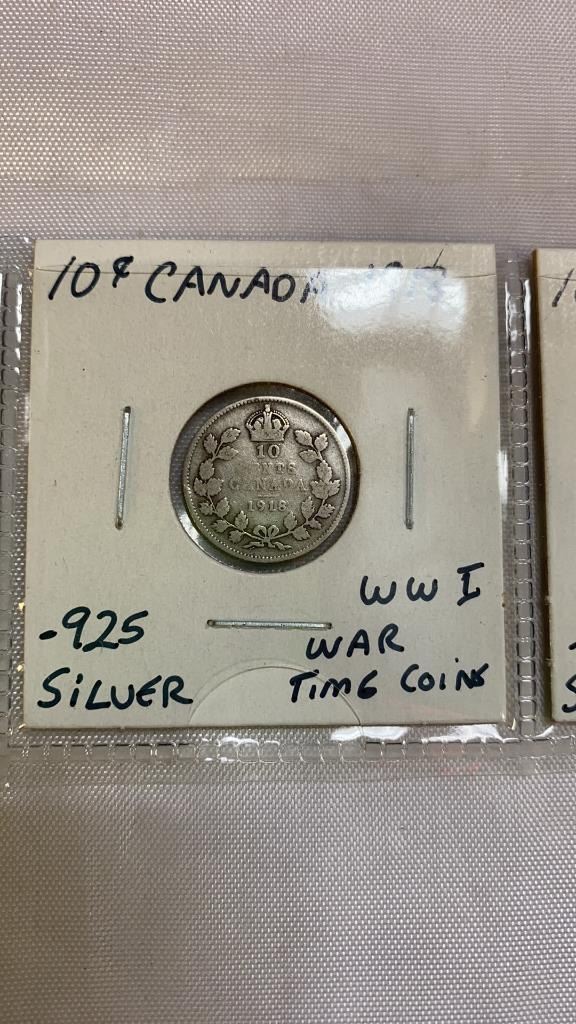 10¢ CANADA
10
CENTS
CANADA
1918
.925
SILVER
WW I
WAR
TIME COINS